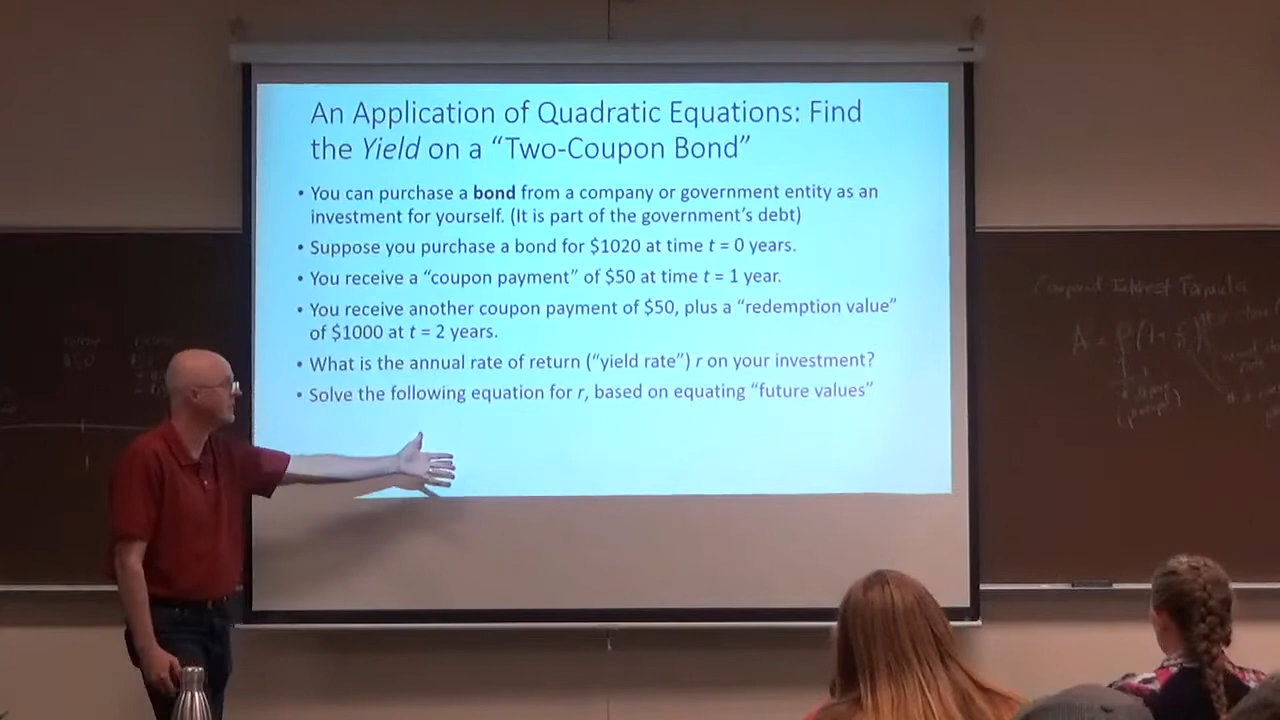 An Application of Quadratic Equations: Find
the Yield on a “Two-Coupon Bond”
• You can purchase a bond from a company or government entity as an
investment for yourself. (It is part of the government’s debt)
• Suppose you purchase a bond for $1020 at time t = 0 years.
• You receive a “coupon payment” of $50 at time t = 1 year.
• You receive another coupon payment of $50, plus a “redemption value”
of $1000 at t = 2 years.
• What is the annual rate of return (“yield rate”) r on your investment?
• Solve the following equation for r, based on equating “future values”
Compound Interest Formula
$50